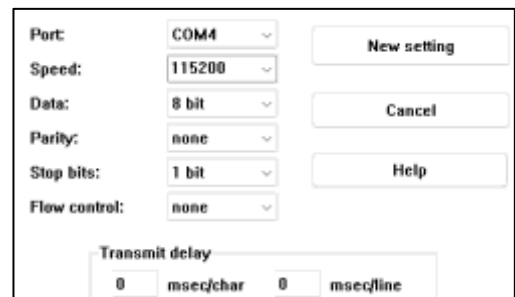 Port: COM4 New setting
Speed: 115200
Data: 8 bit Cancel
Parity: none
Stop bits: 1 bit Help
Flow control: none
Transmit delay
0 msec/char 0 msec/line